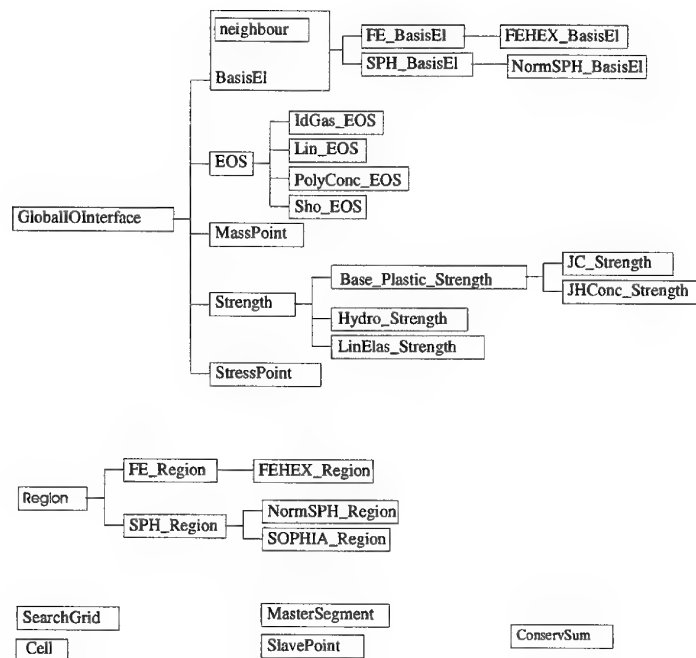 neighbour
BasisEl
FE_BasisEl
FEHEX_BasisEl
SPH_BasisEl
NormSPH_BasisEl
EOS
IdGas_EOS
Lin_EOS
PolyConc_EOS
Sho_EOS
GlobalIOInterface
MassPoint
Strength
Base_Plastic_Strength
JC_Strength
JHConc_Strength
Hydro_Strength
LinElas_Strength
StressPoint
Region
FE_Region
FEHEX_Region
SPH_Region
NormSPH_Region
SOPHIA_Region
SearchGrid
MasterSegment
ConservSum
Cell
SlavePoint